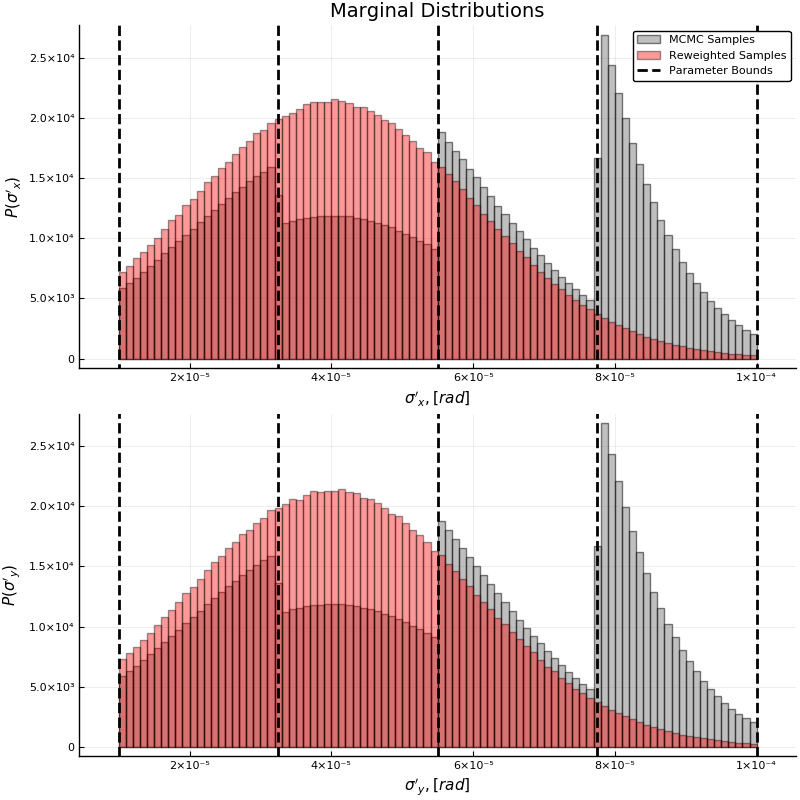 Marginal Distributions
MCMC Samples
Reweighted Samples
Parameter Bounds
P(σ′ₓ)
2.5×10⁴
2.0×10⁴
1.5×10⁴
1.0×10⁴
5.0×10³
0
2×10⁻⁵ 4×10⁻⁵ 6×10⁻⁵ 8×10⁻⁵ 1×10⁻⁴
σ′ₓ, [rad]
P(σ′ᵧ)
2.5×10⁴
2.0×10⁴
1.5×10⁴
1.0×10⁴
5.0×10³
0
2×10⁻⁵ 4×10⁻⁵ 6×10⁻⁵ 8×10⁻⁵ 1×10⁻⁴
σ′ᵧ, [rad]